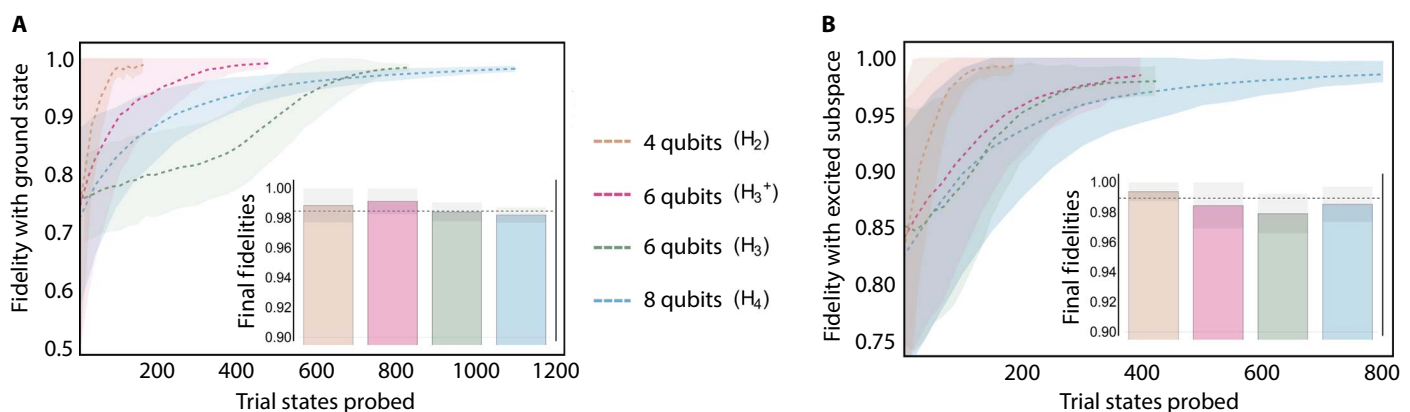 A
Fidelity with ground state
1.0
0.9
0.8
0.7
0.6
0.5
200
400
600
800
1000
1200
Trial states probed
Final fidelities
1.00
0.98
0.96
0.94
0.92
0.90
4 qubits (H₂)
6 qubits (H₃⁺)
6 qubits (H₃)
8 qubits (H₄)
B
Fidelity with excited subspace
1.00
0.95
0.90
0.85
0.80
0.75
200
400
600
800
Trial states probed
Final fidelities
1.00
0.98
0.96
0.94
0.92
0.90